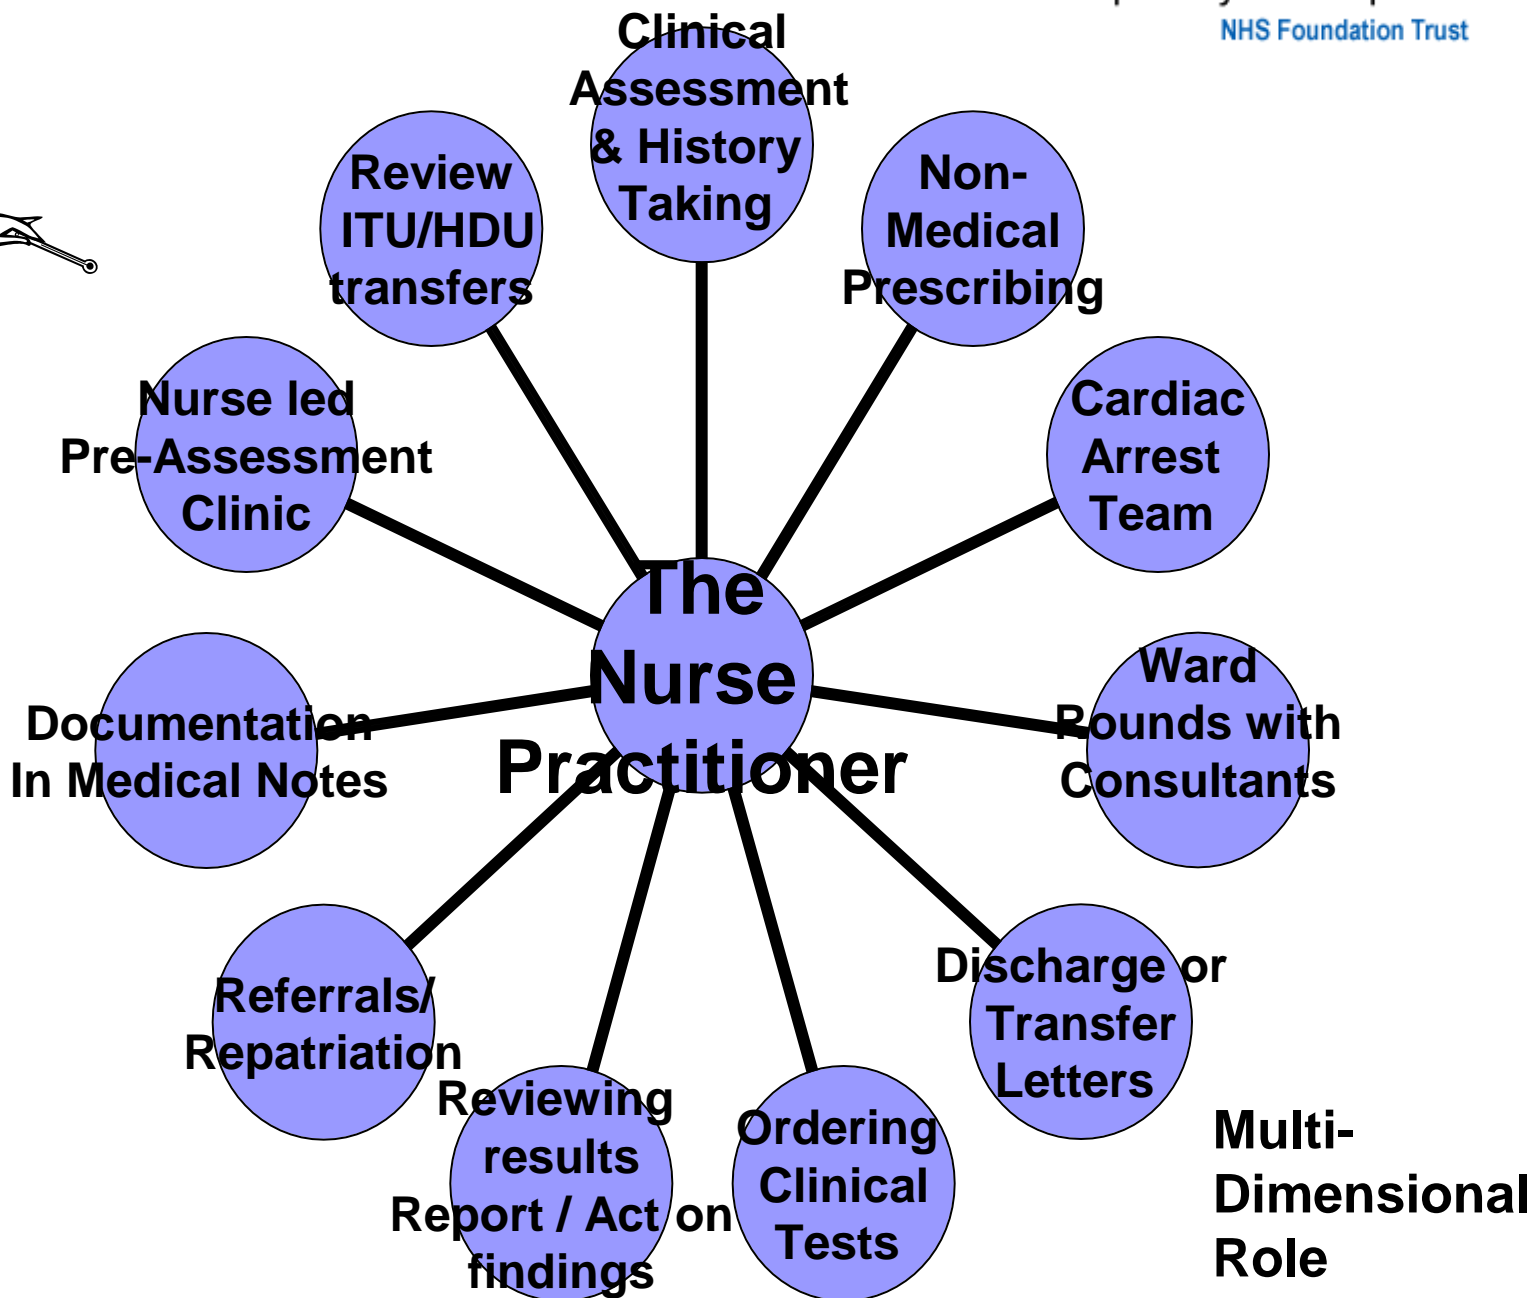 NHS Foundation Trust
Clinical
Assessment
& History
Taking
Non-
Medical
Prescribing
Cardiac
Arrest
Team
Ward
Rounds with
Consultants
Discharge or
Transfer
Letters
Ordering
Clinical
Tests
Reviewing
results
Report / Act on
findings
Referrals/
Repatriation
Documentation
In Medical Notes
Nurse led
Pre-Assessment
Clinic
Review
ITU/HDU
transfers
The
Nurse
Practitioner
Multi-
Dimensional
Role